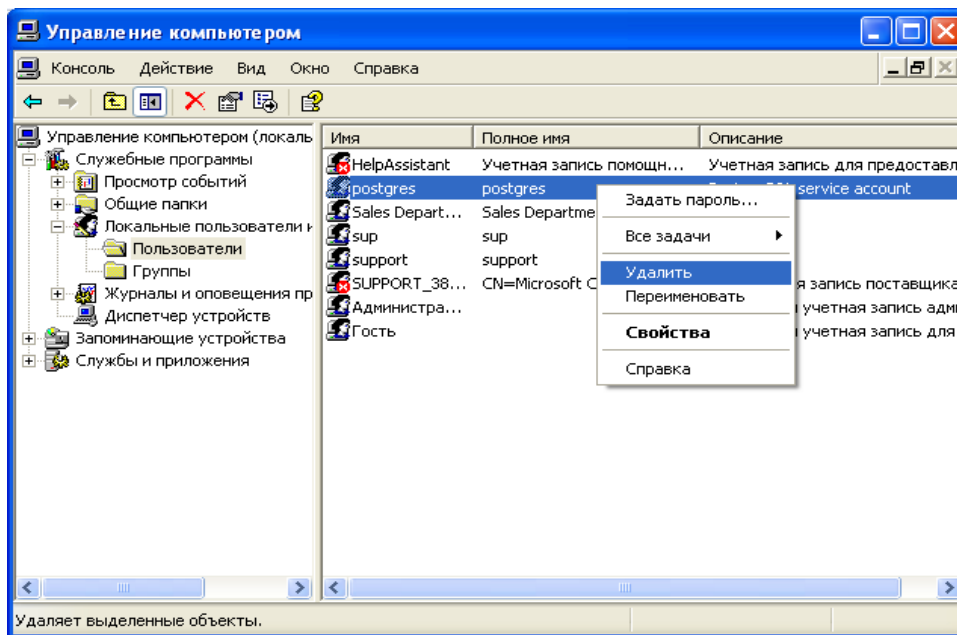 Управление компьютером
Консоль Действие Вид Окно Справка
Управление компьютером (локаль
Служебные программы
Просмотр событий
Общие папки
Локальные пользователи и
Пользователи
Группы
Журналы и оповещения пр
Диспетчер устройств
Запоминающие устройства
Службы и приложения
Имя Полное имя Описание
HelpAssistant Учетная запись помощн... Учетная запись для предоставл
postgres postgres service account
Sales Depart... Sales Departme
sup sup
support support
SUPPORT_38... CN=Microsoft C я запись поставщика
Администра... учетная запись адми
Гость учетная запись для
Задать пароль...
Все задачи
Удалить
Переименовать
Свойства
Справка
Удаляет выделенные объекты.